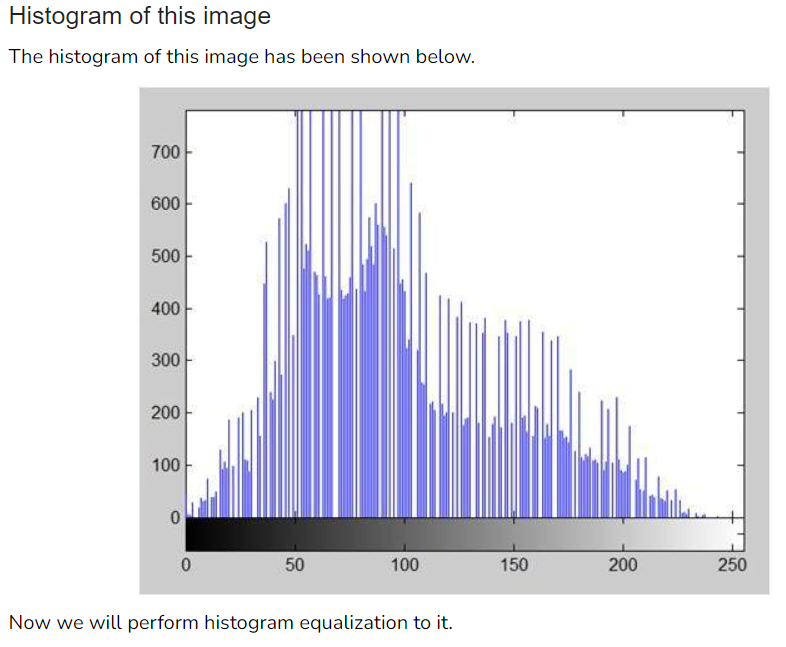 Histogram of this image
The histogram of this image has been shown below.
700
600
500
400
300
200
100
0
0 50 100 150 200 250
Now we will perform histogram equalization to it.